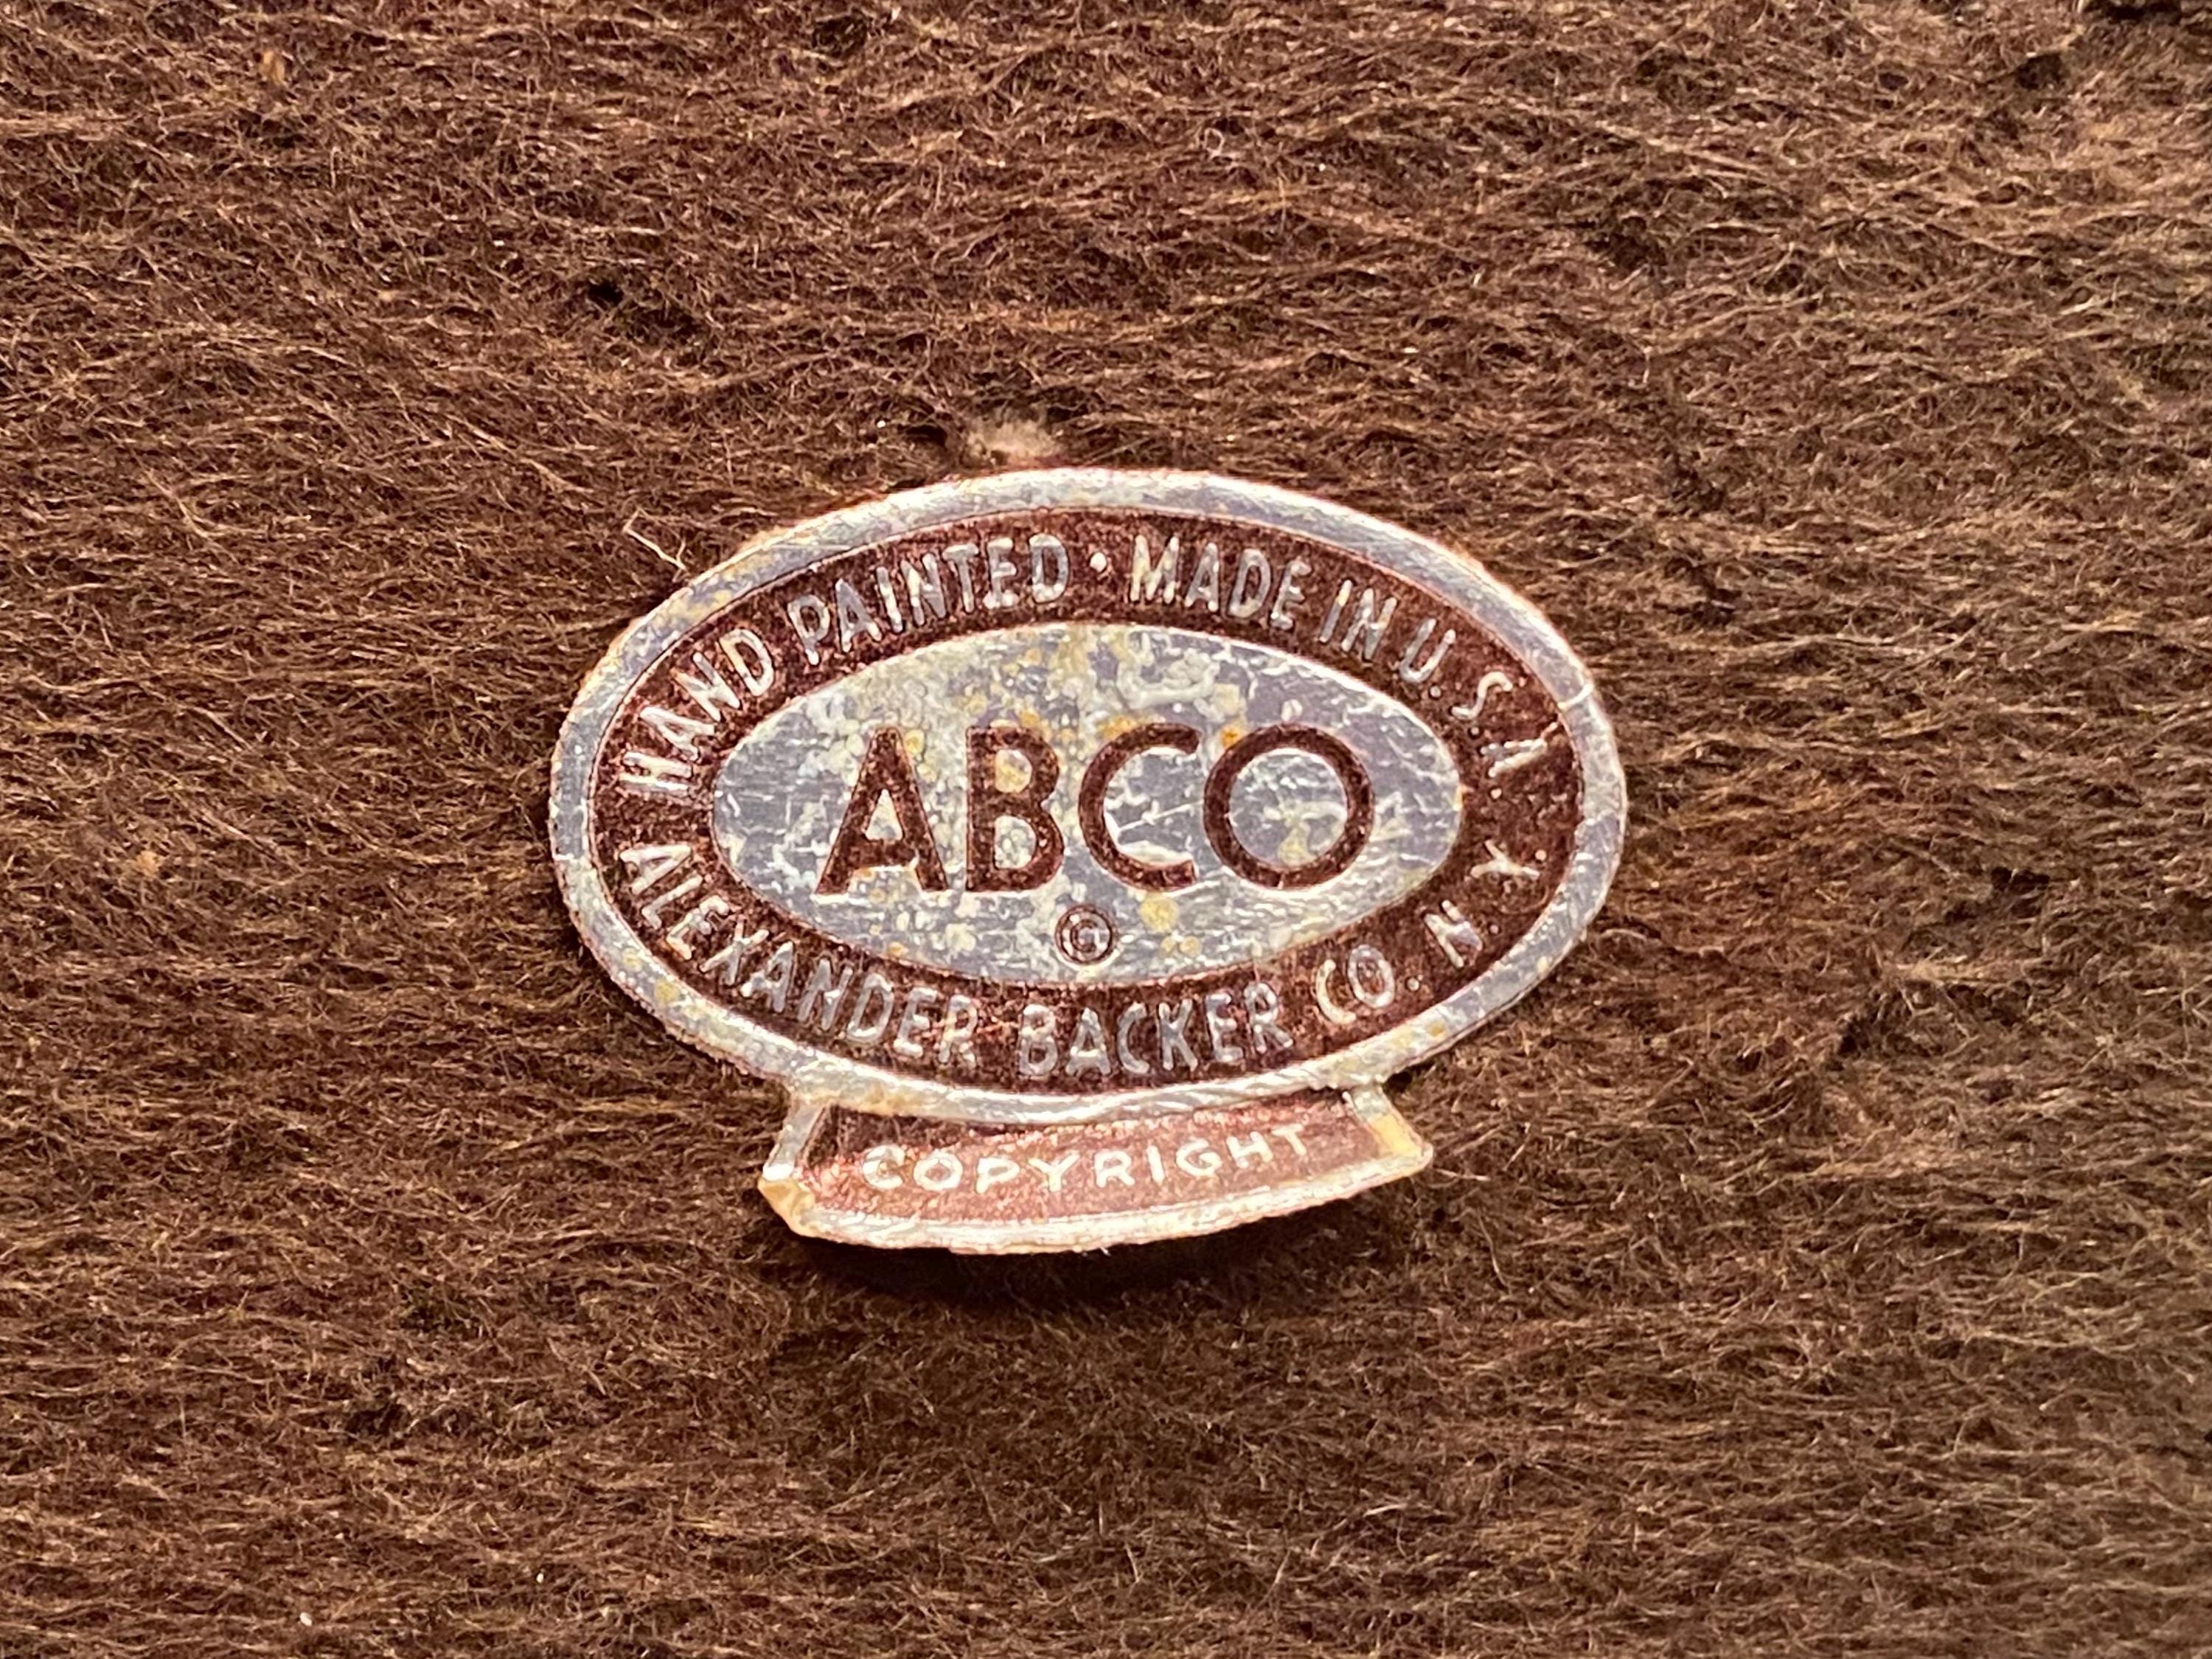 HAND PAINTED · MADE IN U.S.A.
ABCO
©
ALEXANDER BACKER CO. N.Y.
COPYRIGHT